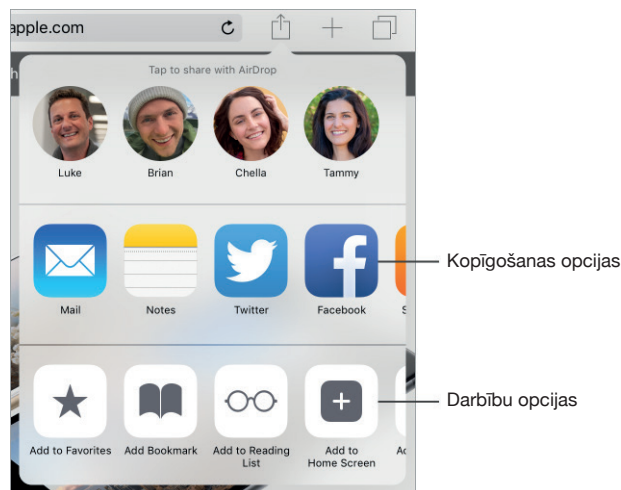 apple.com
h
Tap to share with AirDrop
Luke Brian Chella Tammy
Kopīgošanas opcijas
Mail Notes Twitter Facebook S
Darbību opcijas
Add to Favorites Add Bookmark Add to Reading List Add to Home Screen Ac